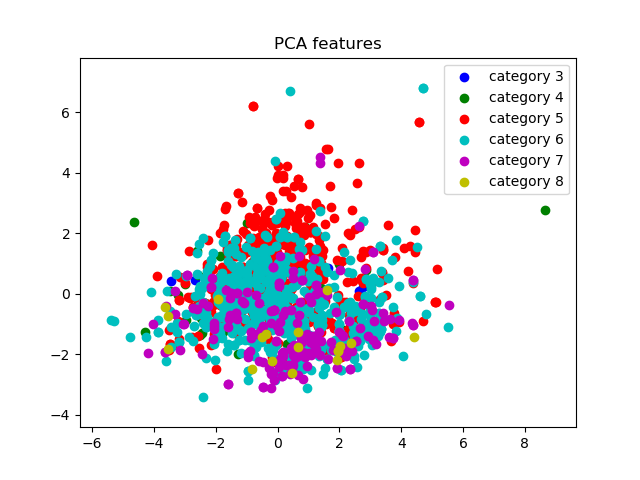 PCA features
category 3
category 4
category 5
category 6
category 7
category 8
6
4
2
0
−2
−4
−6 −4 −2 0 2 4 6 8